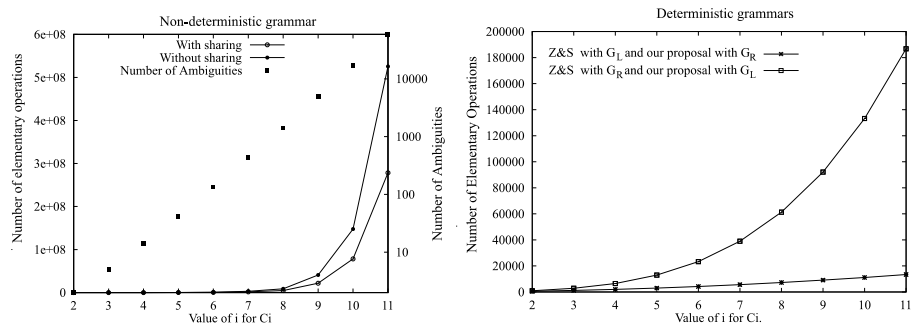 Non-deterministic grammar
With sharing
Without sharing
Number of Ambiguities
Number of elementary operations
6e+08
5e+08
4e+08
3e+08
2e+08
1e+08
0
10000
1000
100
10
Number of Ambiguities
2 3 4 5 6 7 8 9 10 11
Value of i for Ci
Deterministic grammars
Z&S with GL and our proposal with GR
Z&S with GR and our proposal with GL
Number of Elementary Operations
200000
180000
160000
140000
120000
100000
80000
60000
40000
20000
0
2 3 4 5 6 7 8 9 10 11
Value of i for Ci.